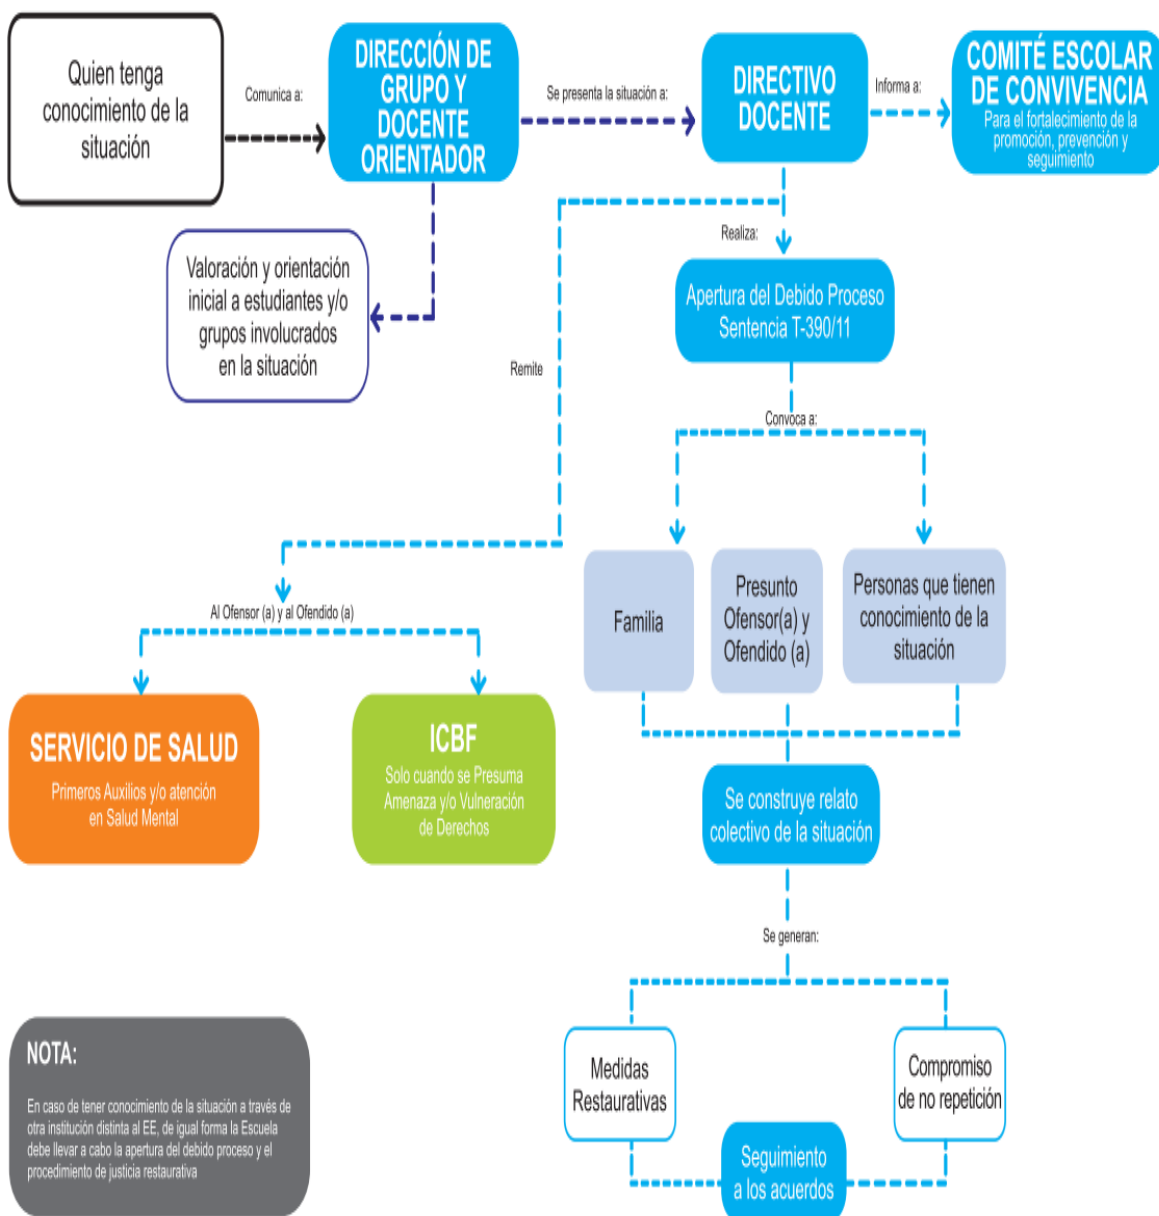 Quien tenga
conocimiento de la
situación
Comunica a:
DIRECCIÓN DE
GRUPO Y
DOCENTE
ORIENTADOR
Se presenta la situación a:
DIRECTIVO
DOCENTE
Informa a:
COMITÉ ESCOLAR
DE CONVIVENCIA
Para el fortalecimiento de la
promoción, prevención y
seguimiento
Valoración y orientación
inicial a estudiantes y/o
grupos involucrados
en la situación
Realiza:
Apertura del Debido Proceso
Sentencia T-390/11
Remite
Convoca a:
Familia
Presunto
Ofensor(a) y
Ofendido (a)
Personas que tienen
conocimiento de la
situación
Al Ofensor (a) y al Ofendido (a)
SERVICIO DE SALUD
Primeros Auxilios y/o atención
en Salud Mental
ICBF
Solo cuando se Presuma
Amenaza y/o Vulneración
de Derechos
Se construye relato
colectivo de la situación
Se generan:
Medidas
Restaurativas
Compromiso
de no repetición
Seguimiento
a los acuerdos
NOTA:
En caso de tener conocimiento de la situación a través de
otra institución distinta al EE, de igual forma la Escuela
debe llevar a cabo la apertura del debido proceso y el
procedimiento de justicia restaurativa